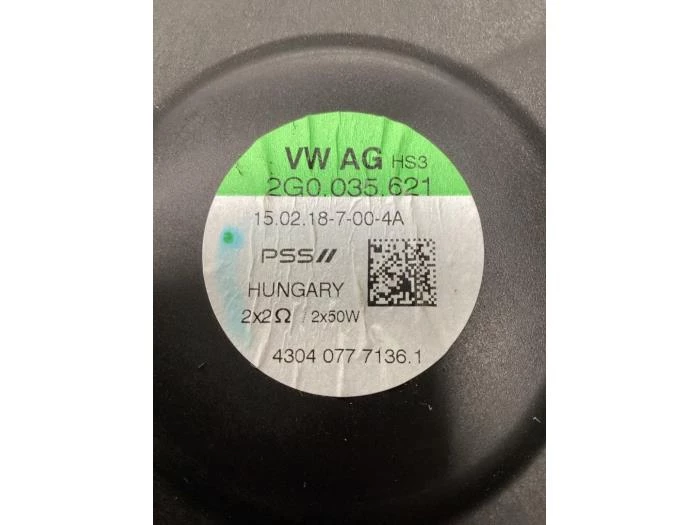 VW AG HS3
2G0.035.621
15.02.18-7-00-4A
PSS//
HUNGARY
2x2Ω / 2x50W
4304 077 7136.1